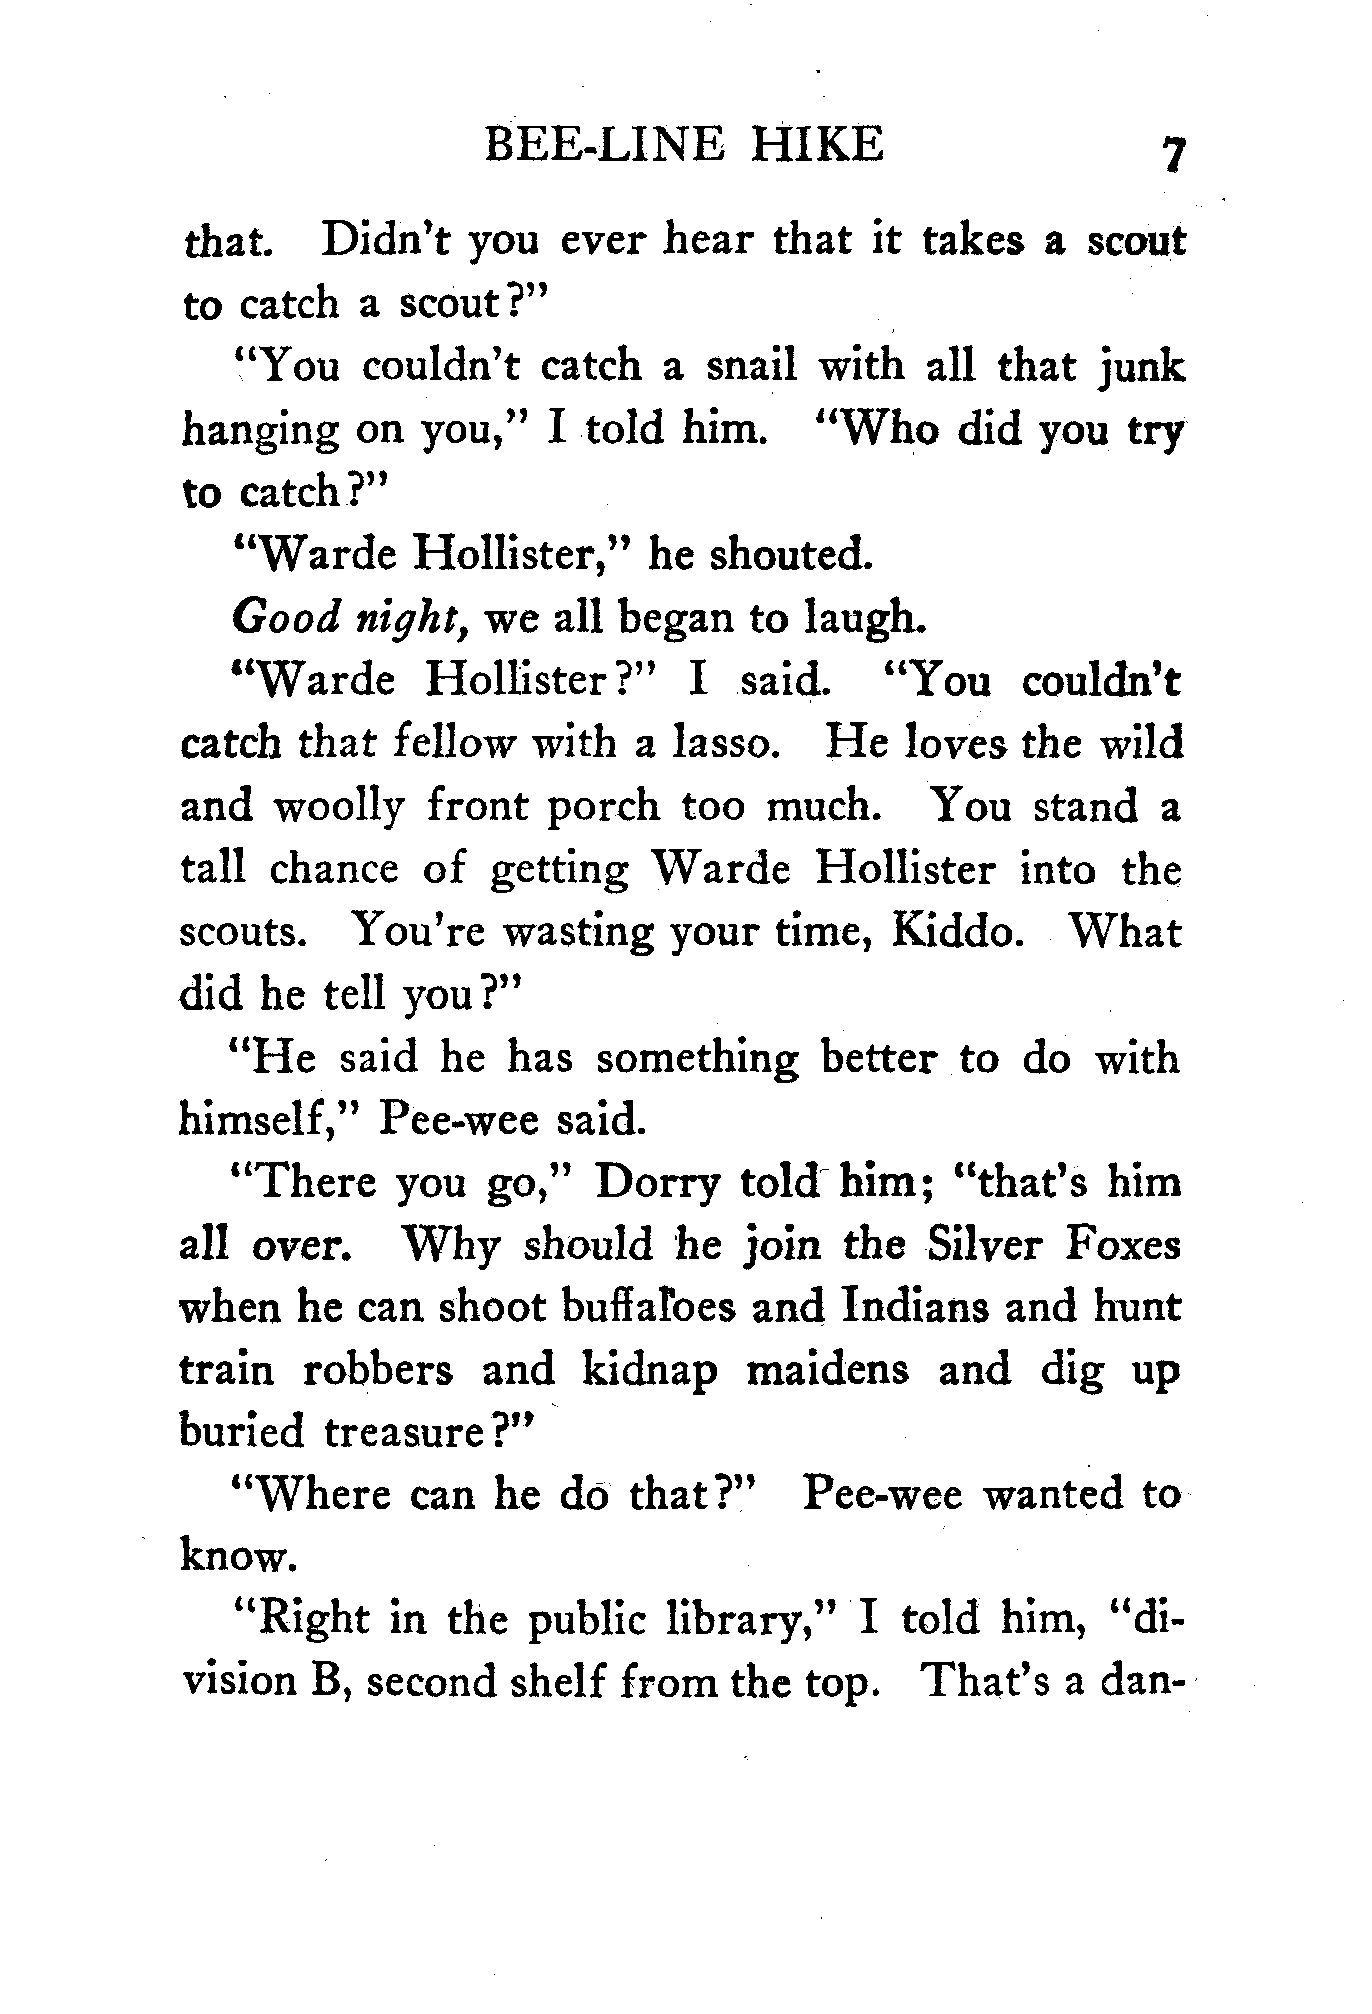 BEE-LINE HIKE 7
that. Didn't you ever hear that it takes a scout
to catch a scout?"
"You couldn't catch a snail with all that junk
hanging on you," I told him. "Who did you try
to catch?"
"Warde Hollister," he shouted.
Good night, we all began to laugh.
"Warde Hollister?" I said. "You couldn't
catch that fellow with a lasso. He loves the wild
and woolly front porch too much. You stand a
tall chance of getting Warde Hollister into the
scouts. You're wasting your time, Kiddo. What
did he tell you?"
"He said he has something better to do with
himself," Pee-wee said.
"There you go," Dorry told him; "that's him
all over. Why should he join the Silver Foxes
when he can shoot buffaloes and Indians and hunt
train robbers and kidnap maidens and dig up
buried treasure?"
"Where can he do that?" Pee-wee wanted to
know.
"Right in the public library," I told him, "di-
vision B, second shelf from the top. That's a dan-